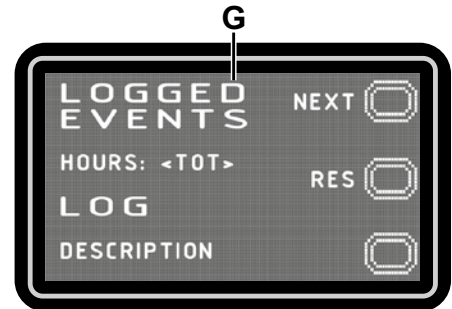 G
LOGGED
EVENTS
NEXT
HOURS: <TOT>
RES
LOG
DESCRIPTION